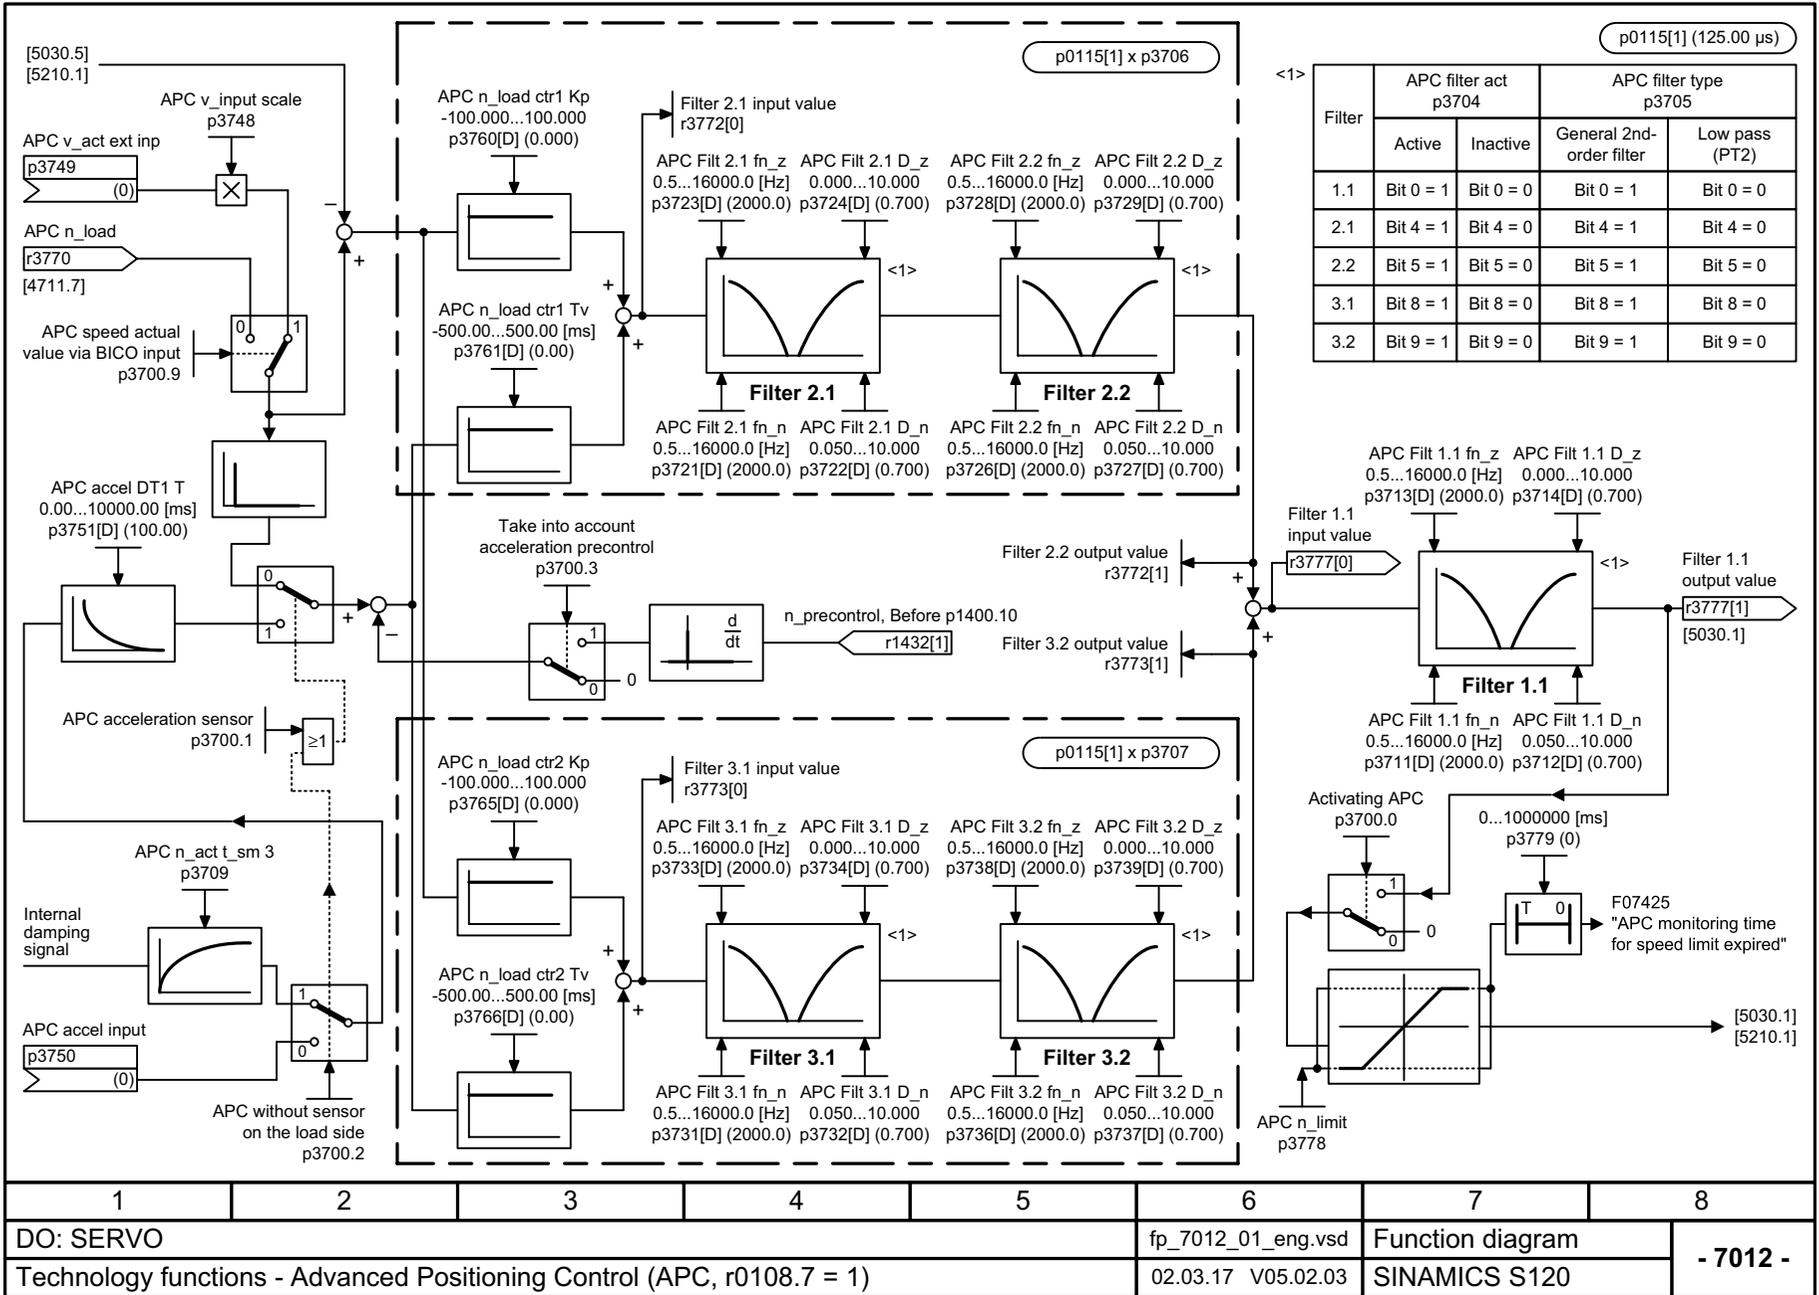 [5030.5]
[5210.1]
APC v_input scale
p3748
APC v_act ext inp
p3749
(0)
APC n_load
r3770
[4711.7]
–
+
0 1
APC speed actual
value via BICO input
p3700.9
APC accel DT1 T
0.00...10000.00 [ms]
p3751[D] (100.00)
0
1
+
–
APC acceleration sensor
p3700.1
≥1
APC n_act t_sm 3
p3709
Internal
damping
signal
1
0
APC accel input
p3750
(0)
APC without sensor
on the load side
p3700.2
p0115[1] x p3706
APC n_load ctr1 Kp
-100.000...100.000
p3760[D] (0.000)
Filter 2.1 input value
r3772[0]
APC n_load ctr1 Tv
-500.00...500.00 [ms]
p3761[D] (0.00)
+
+
APC Filt 2.1 fn_z
0.5...16000.0 [Hz]
p3723[D] (2000.0)
APC Filt 2.1 D_z
0.000...10.000
p3724[D] (0.700)
APC Filt 2.2 fn_z
0.5...16000.0 [Hz]
p3728[D] (2000.0)
APC Filt 2.2 D_z
0.000...10.000
p3729[D] (0.700)
<1>
<1>
Filter 2.1
Filter 2.2
APC Filt 2.1 fn_n
0.5...16000.0 [Hz]
p3721[D] (2000.0)
APC Filt 2.1 D_n
0.050...10.000
p3722[D] (0.700)
APC Filt 2.2 fn_n
0.5...16000.0 [Hz]
p3726[D] (2000.0)
APC Filt 2.2 D_n
0.050...10.000
p3727[D] (0.700)
Take into account
acceleration precontrol
p3700.3
1
0
0
d
dt
n_precontrol, Before p1400.10
r1432[1]
Filter 2.2 output value
r3772[1]
Filter 3.2 output value
r3773[1]
+
+
p0115[1] x p3707
APC n_load ctr2 Kp
-100.000...100.000
p3765[D] (0.000)
Filter 3.1 input value
r3773[0]
APC n_load ctr2 Tv
-500.00...500.00 [ms]
p3766[D] (0.00)
+
+
APC Filt 3.1 fn_z
0.5...16000.0 [Hz]
p3733[D] (2000.0)
APC Filt 3.1 D_z
0.000...10.000
p3734[D] (0.700)
APC Filt 3.2 fn_z
0.5...16000.0 [Hz]
p3738[D] (2000.0)
APC Filt 3.2 D_z
0.000...10.000
p3739[D] (0.700)
<1>
<1>
Filter 3.1
Filter 3.2
APC Filt 3.1 fn_n
0.5...16000.0 [Hz]
p3731[D] (2000.0)
APC Filt 3.1 D_n
0.050...10.000
p3732[D] (0.700)
APC Filt 3.2 fn_n
0.5...16000.0 [Hz]
p3736[D] (2000.0)
APC Filt 3.2 D_n
0.050...10.000
p3737[D] (0.700)
p0115[1] (125.00 µs)
<1>
Filter
APC filter act
p3704
APC filter type
p3705
Active Inactive General 2nd-
order filter Low pass
(PT2)
1.1 Bit 0 = 1 Bit 0 = 0 Bit 0 = 1 Bit 0 = 0
2.1 Bit 4 = 1 Bit 4 = 0 Bit 4 = 1 Bit 4 = 0
2.2 Bit 5 = 1 Bit 5 = 0 Bit 5 = 1 Bit 5 = 0
3.1 Bit 8 = 1 Bit 8 = 0 Bit 8 = 1 Bit 8 = 0
3.2 Bit 9 = 1 Bit 9 = 0 Bit 9 = 1 Bit 9 = 0
APC Filt 1.1 fn_z
0.5...16000.0 [Hz]
p3713[D] (2000.0)
APC Filt 1.1 D_z
0.000...10.000
p3714[D] (0.700)
Filter 1.1
input value
r3777[0]
<1>
Filter 1.1
output value
r3777[1]
[5030.1]
Filter 1.1
APC Filt 1.1 fn_n
0.5...16000.0 [Hz]
p3711[D] (2000.0)
APC Filt 1.1 D_n
0.050...10.000
p3712[D] (0.700)
Activating APC
p3700.0
1
0
0
0...1000000 [ms]
p3779 (0)
T 0
F07425
"APC monitoring time
for speed limit expired"
[5030.1]
[5210.1]
APC n_limit
p3778
1 2 3 4 5 6 7 8
DO: SERVO
fp_7012_01_eng.vsd
Function diagram
- 7012 -
Technology functions - Advanced Positioning Control (APC, r0108.7 = 1)
02.03.17 V05.02.03
SINAMICS S120